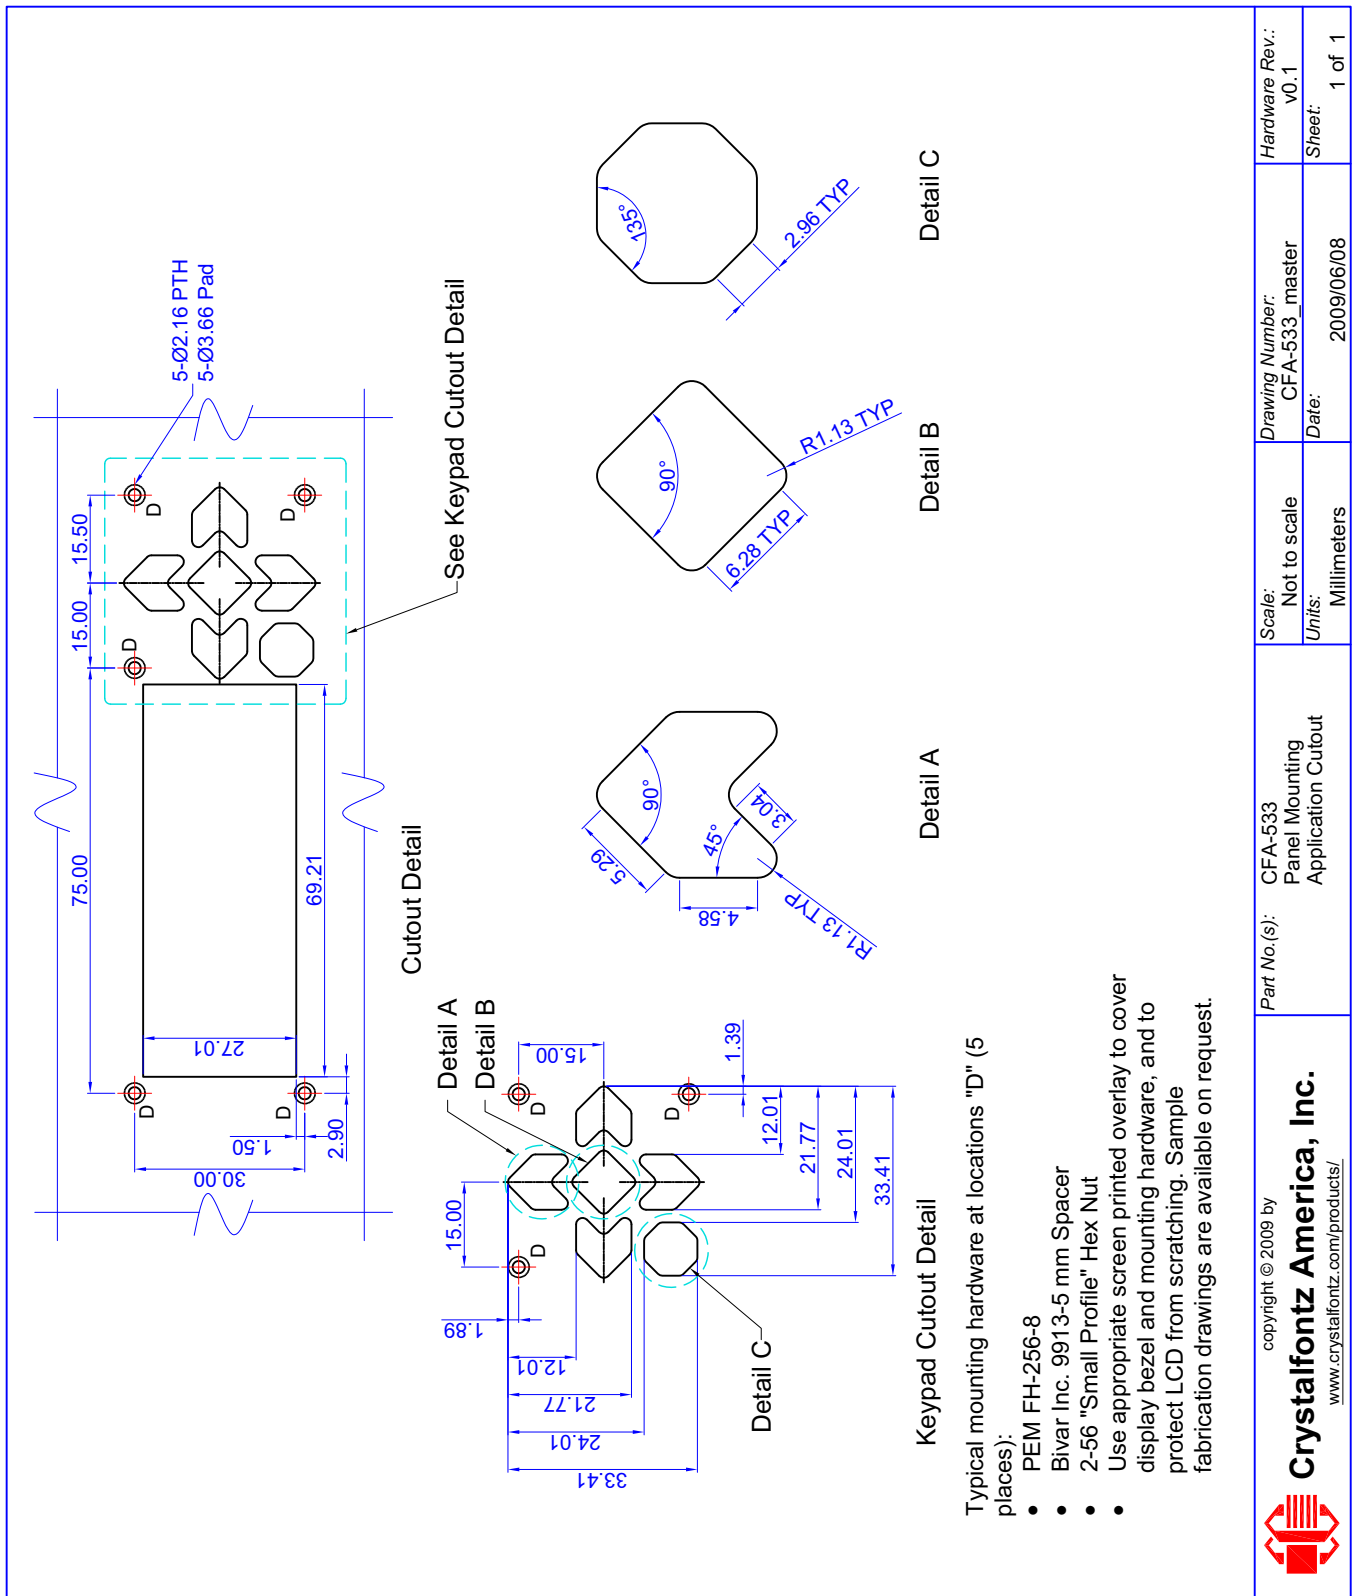 5-Ø2.16 PTH
5-Ø3.66 Pad
15.50
15.00
75.00
D
D
D
D
D
27.01
69.21
30.00
1.50
2.90
See Keypad Cutout Detail
Cutout Detail
Detail A
Detail B
15.00
15.00
1.89
12.01
21.77
24.01
33.41
D
D
D
1.39
12.01
21.77
24.01
33.41
Detail C
Keypad Cutout Detail
5.29
90°
45°
3.04
4.58
R1.13 TYP
Detail A
90°
6.28 TYP
R1.13 TYP
Detail B
135°
2.96 TYP
Detail C
Typical mounting hardware at locations "D" (5
places):
• PEM FH-256-8
• Bivar Inc. 9913-5 mm Spacer
• 2-56 "Small Profile" Hex Nut
• Use appropriate screen printed overlay to cover
display bezel and mounting hardware, and to
protect LCD from scratching. Sample
fabrication drawings are available on request.
copyright © 2009 by
Crystalfontz America, Inc.
www.crystalfontz.com/products/
Part No.(s): CFA-533
Panel Mounting
Application Cutout
Scale:
Not to scale
Units:
Millimeters
Drawing Number:
CFA-533_master
Date:
2009/06/08
Hardware Rev.:
v0.1
Sheet:
1 of 1